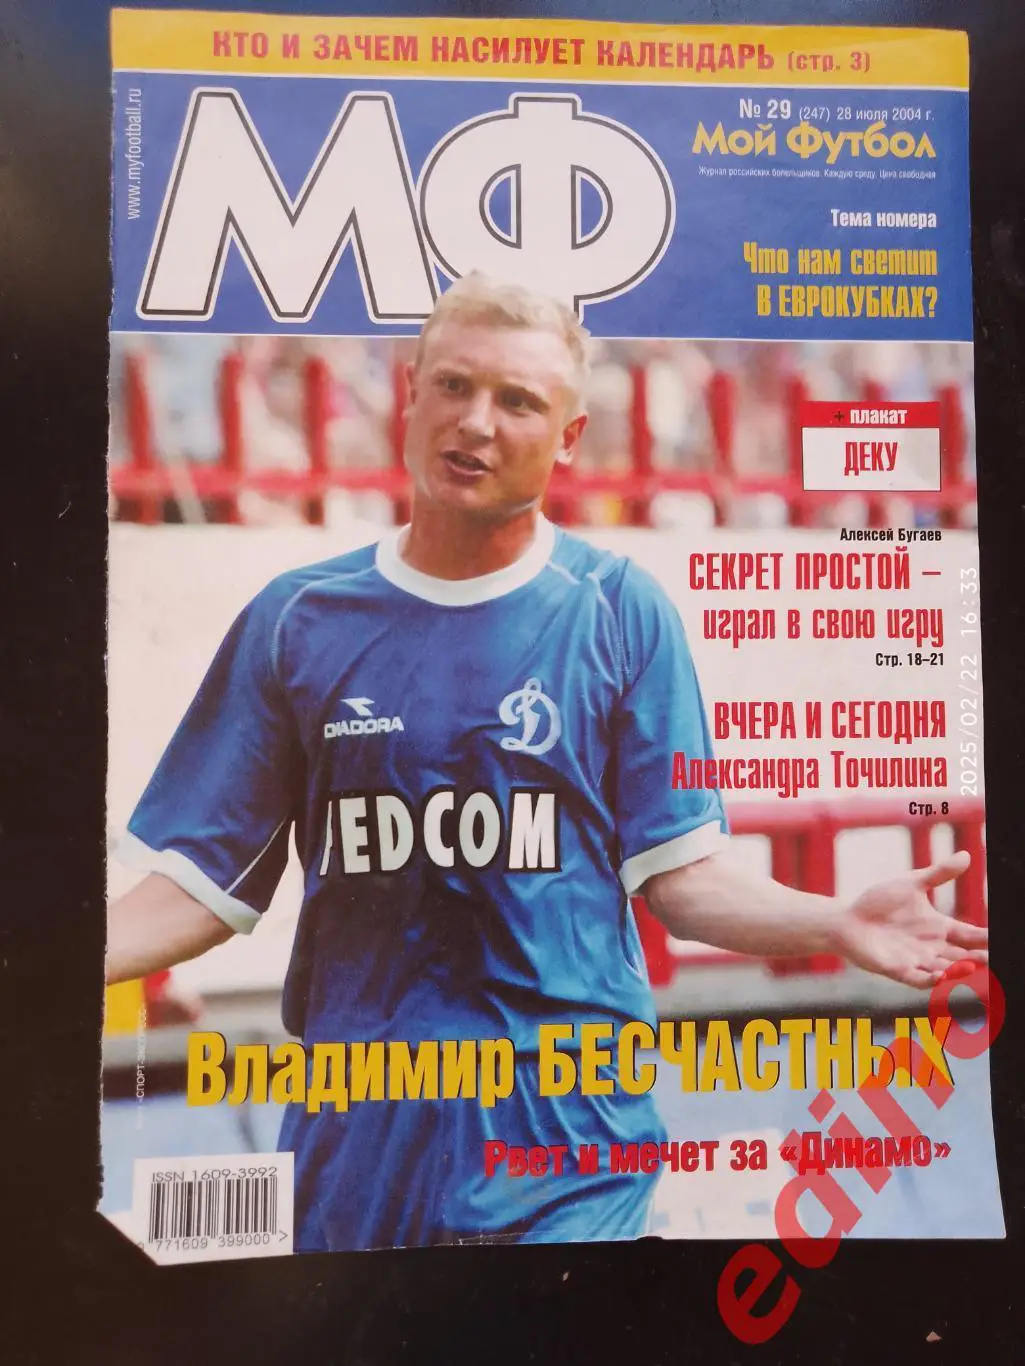 КТО И ЗАЧЕМ НАСИЛУЕТ КАЛЕНДАРЬ (стр. 3)
www.myfootball.ru
МФ
№ 29 (247) 28 июля 2004 г.
Мой Футбол
Журнал российских болельщиков. Каждую среду. Цена свободная
Тема номера
Что нам светит
В ЕВРОКУБКАХ?
+ плакат
ДЕКУ
Алексей Бугаев
СЕКРЕТ ПРОСТОЙ –
играл в свою игру
Стр. 18–21
ВЧЕРА И СЕГОДНЯ
Александра Точилина
Стр. 8
2025/02/22 16:33
DIADORA
Д
EDCOM
Владимир БЕСЧАСТНЫХ
Рвет и мечет за «Динамо»
ISSN 1609-3992
771609 399000 >
edino